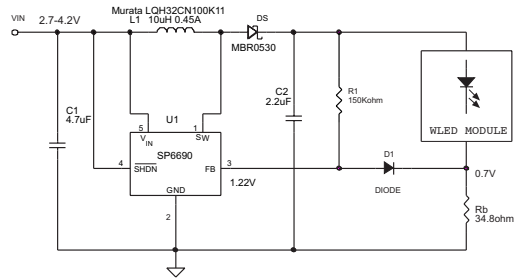 Murata LQH32CN100K11
VIN 2.7-4.2V
L1 10uH 0.45A
DS
MBR0530
C1
4.7uF
U1
5
1
VIN
SW
SP6690
4
SHDN
FB
3
GND
1.22V
2
C2
2.2uF
R1
150Kohm
D1
DIODE
WLED MODULE
0.7V
Rb
34.8ohm